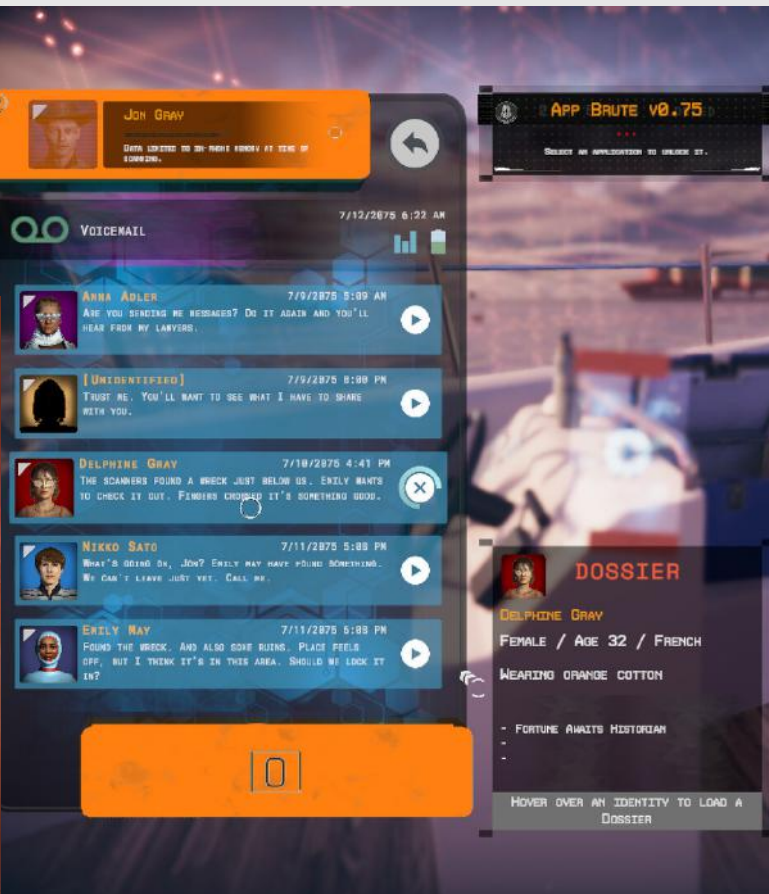 Jon Gray
Data limited to on-phone memory at time of
scanning.
App Brute v0.75
Select an application to unlock it.
Voicemail
7/12/2075 6:22 AM
Anna Adler
7/9/2075 5:09 AM
Are you sending me messages? Do it again and you'll
hear from my lawyers.
[Unidentified]
7/9/2075 8:00 PM
Trust me. You'll want to see what I have to share
with you.
Delphine Gray
7/10/2075 4:41 PM
The scanners found a wreck just below us. Emily wants
to check it out. Fingers crossed it's something good.
Nikko Sato
7/11/2075 5:08 PM
What's going on, Jon? Emily may have found something.
We can't leave just yet. Call me.
Emily May
7/11/2075 5:03 PM
Found the wreck. And also some ruins. Place feels
off, but I think it's in this area. Should we lock it
in?
O
DOSSIER
Delphine Gray
Female / Age 32 / French
Wearing orange cotton
- Fortune Awaits Historian
-
-
Hover over an identity to load a
Dossier